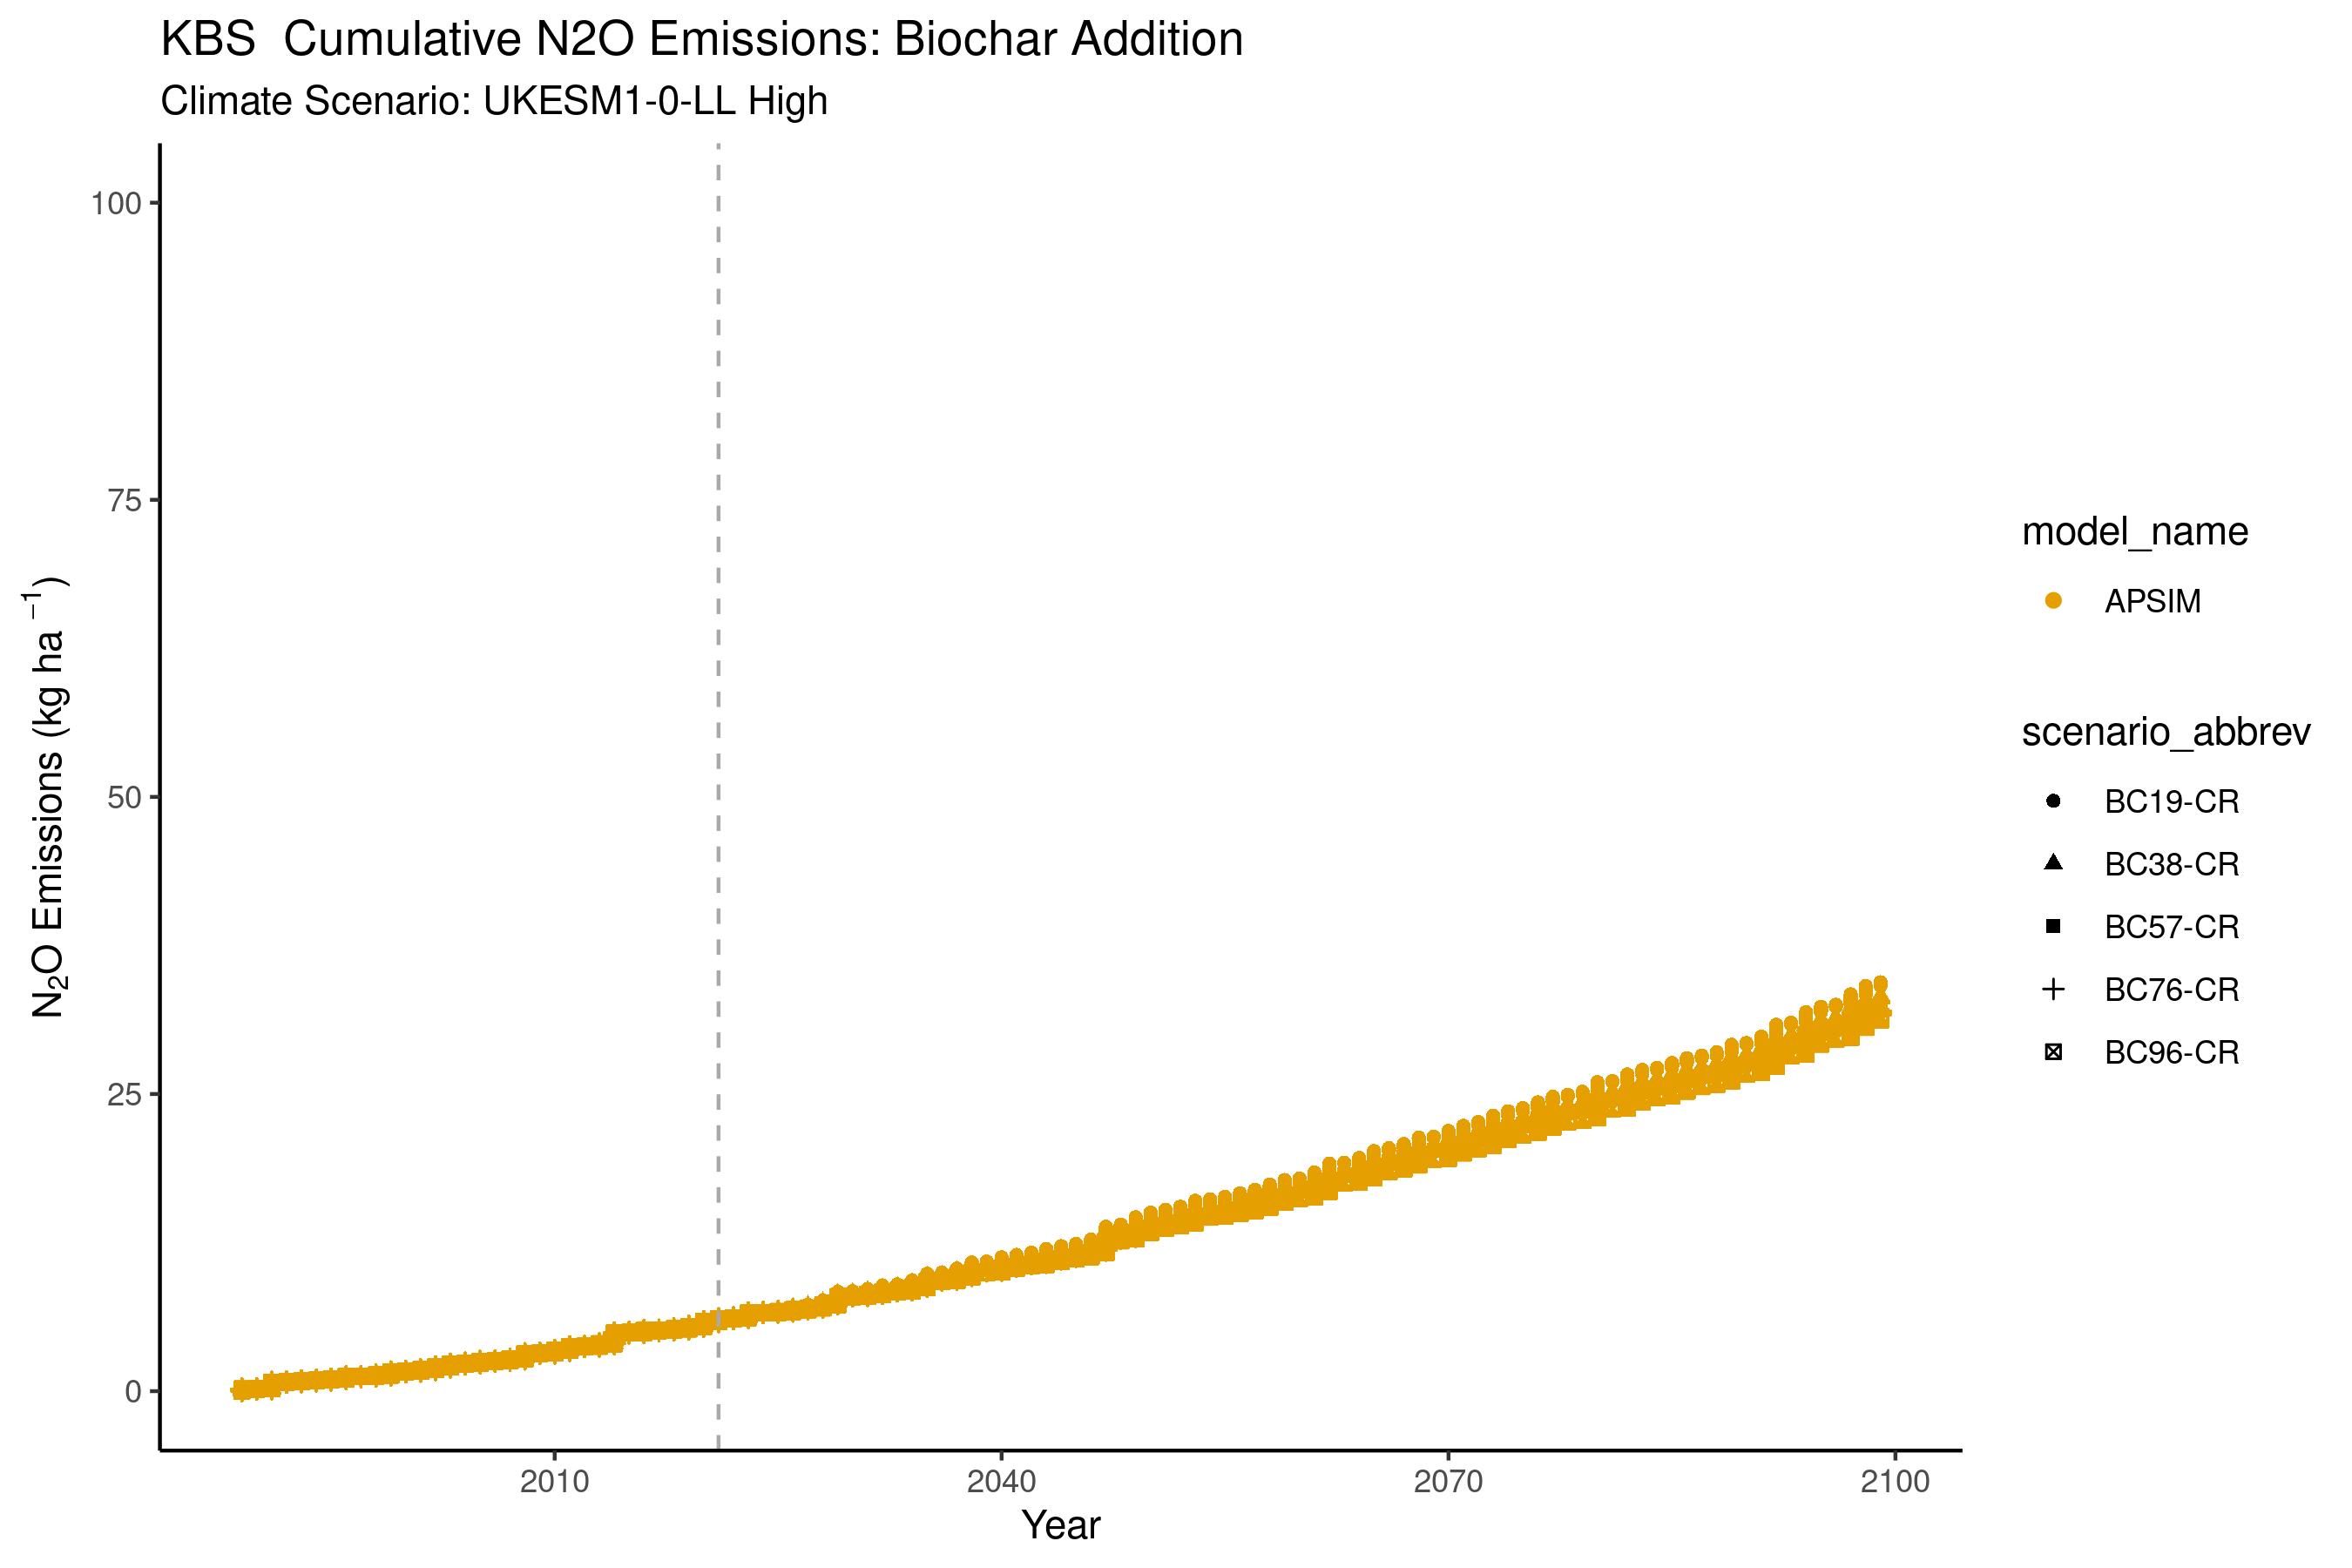 KBS  Cumulative N2O Emissions: Biochar Addition
Climate Scenario: UKESM1-0-LL High
N₂O Emissions (kg ha⁻¹)
100
75
50
25
0
2010
2040
2070
2100
Year
model_name
APSIM
scenario_abbrev
BC19-CR
BC38-CR
BC57-CR
BC76-CR
BC96-CR